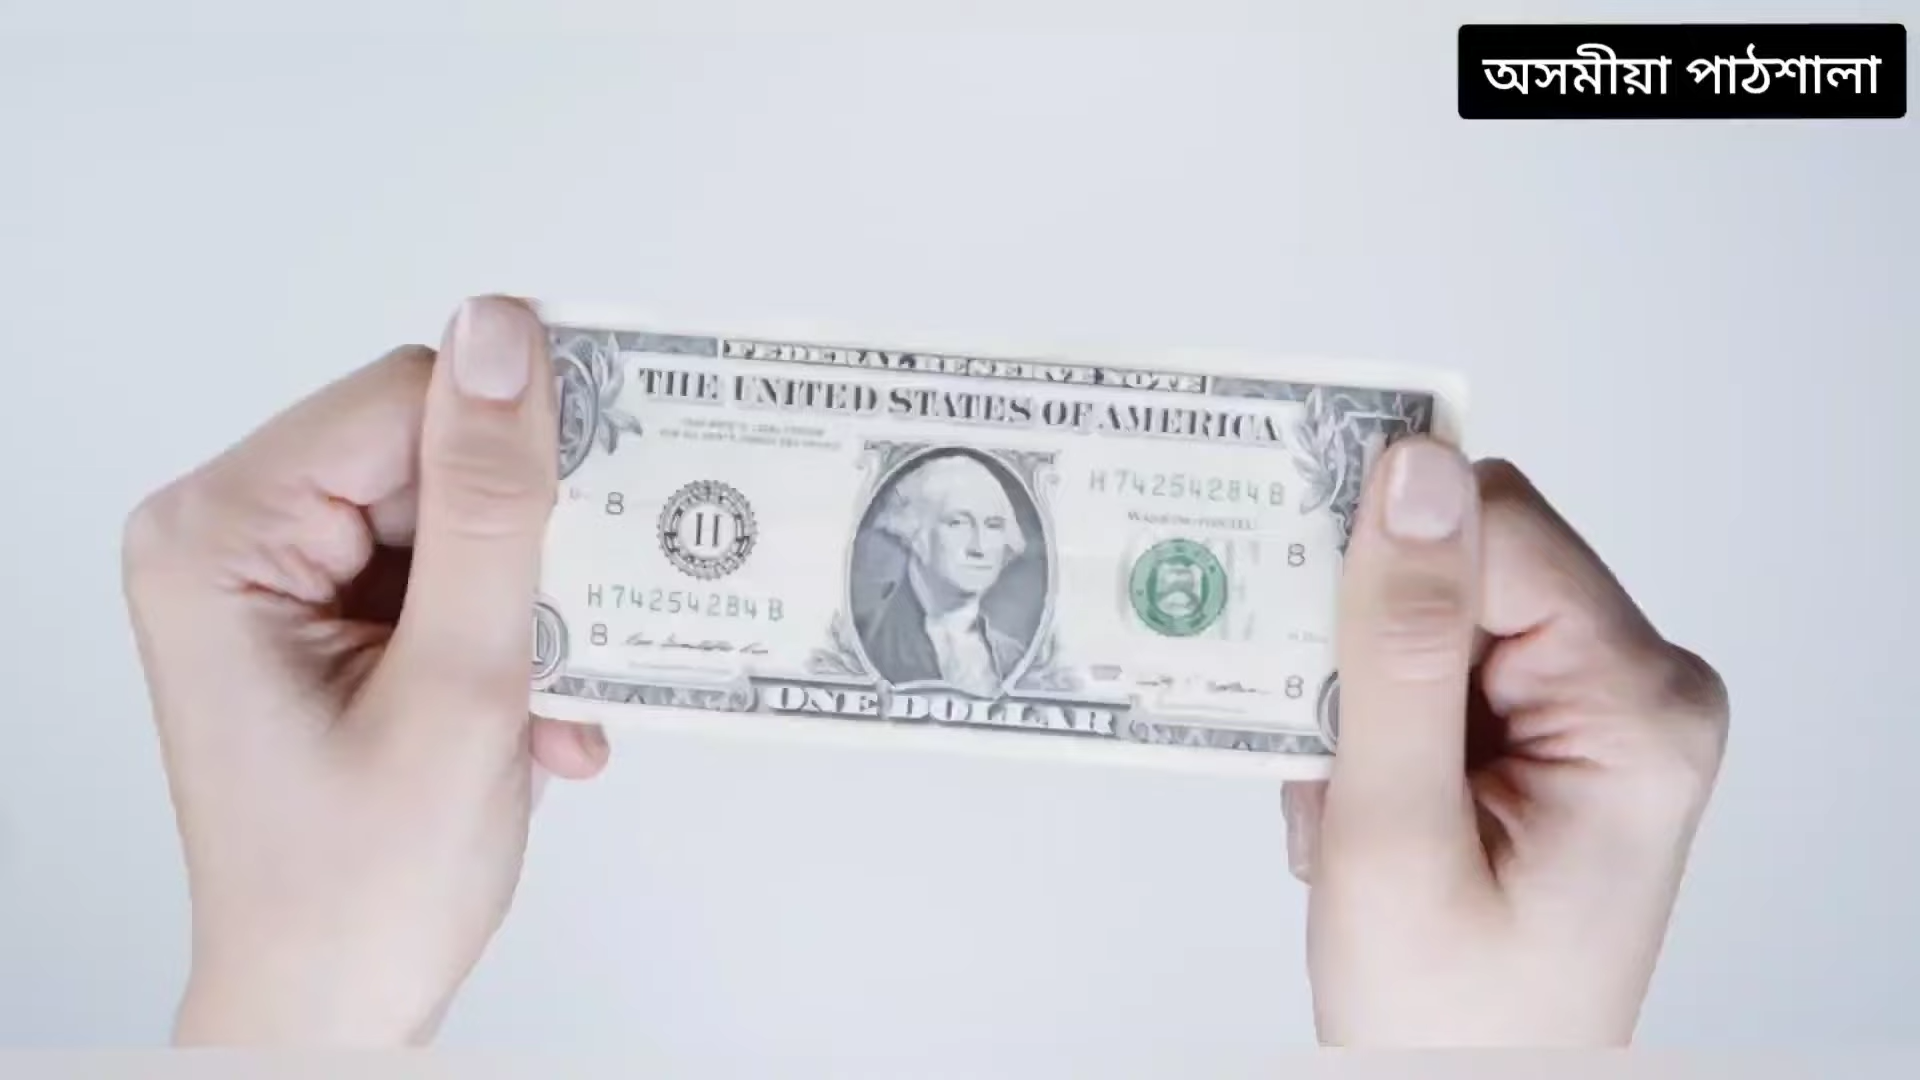 অসমীয়া পাঠশালা
FEDERAL RESERVE NOTE
THE UNITED STATES OF AMERICA
H 74254284 B
8
H
8
H 74254284 B
8
8
ONE DOLLAR